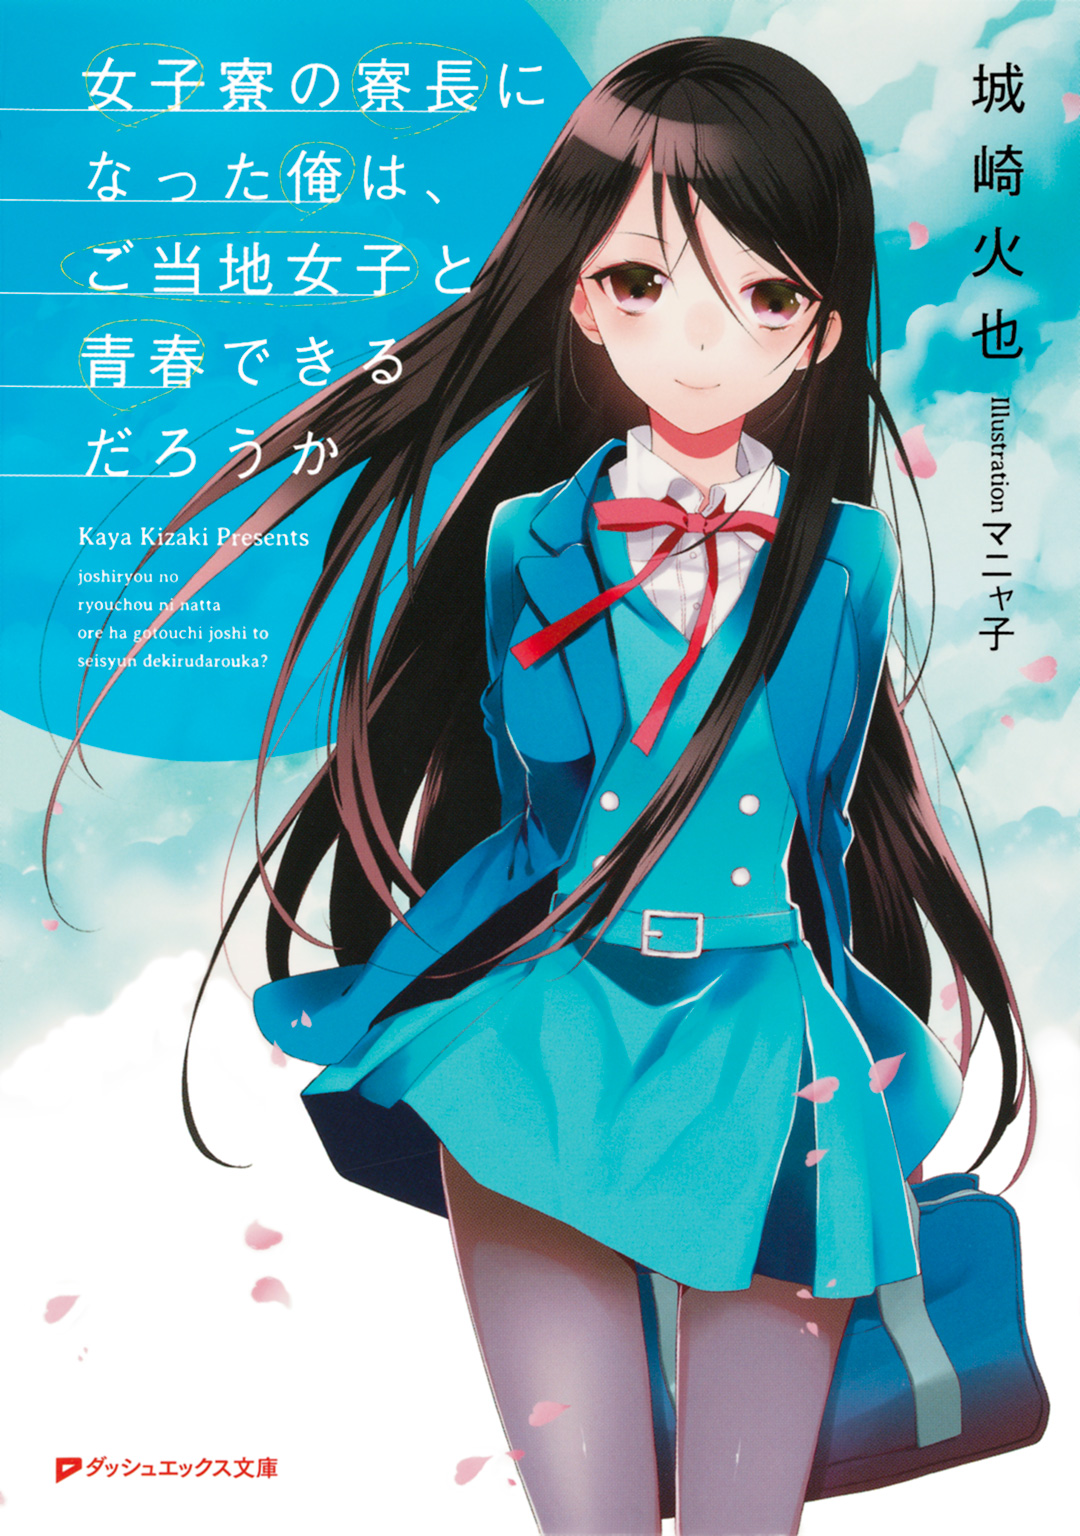 女子寮の寮長に
なった俺は、
ご当地女子と
青春できる
だろうか
Kaya Kizaki Presents
joshiryou no
ryouchou ni natta
ore ha gotouchi joshi to
seisyun dekirudarouka?
城崎火也
Illustration マニャ子
ダッシュエックス文庫